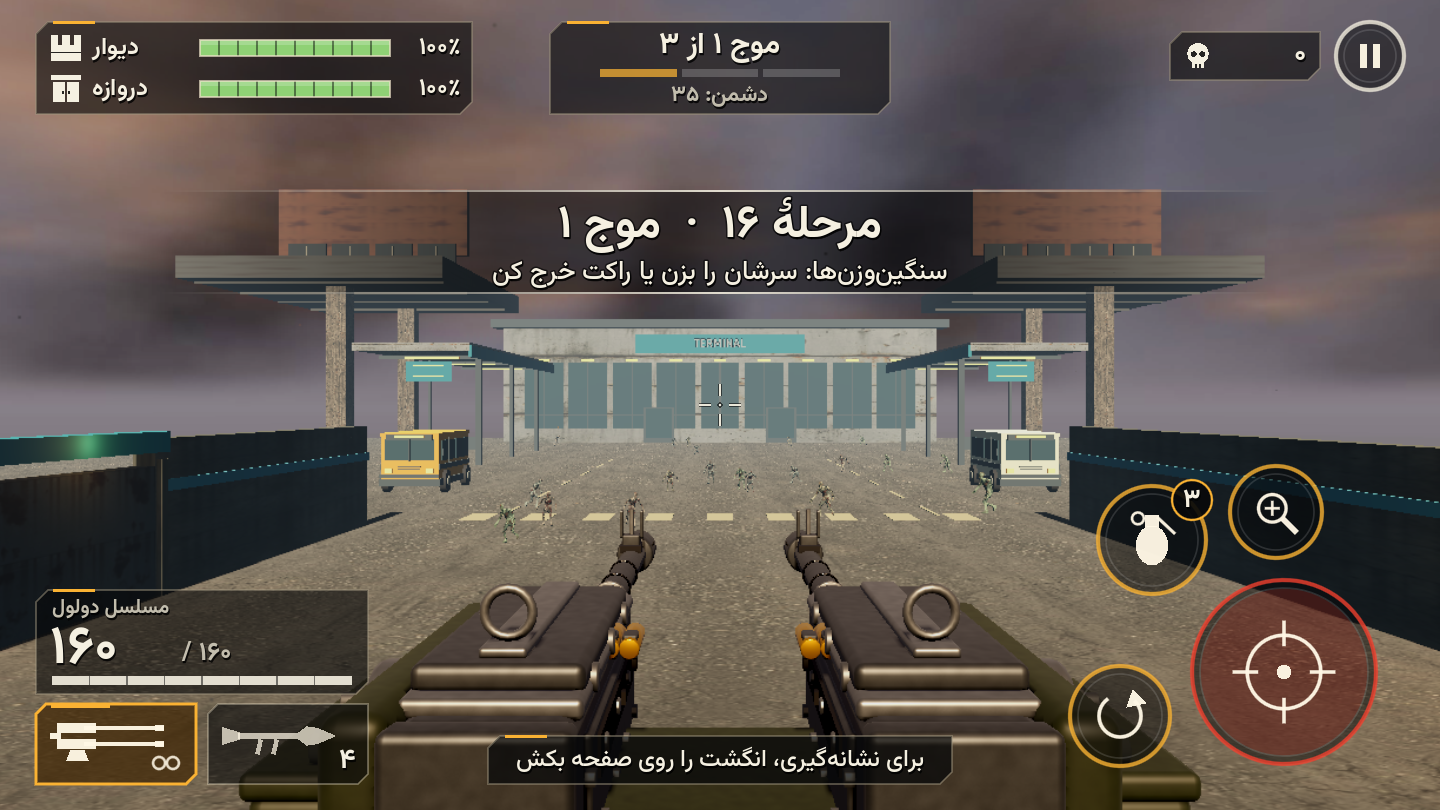 دیوار ۱۰۰٪
دروازه ۱۰۰٪
موج ۱ از ۳
دشمن: ۳۵
۰
مرحلهٔ ۱۶ · موج ۱
سنگین‌وزن‌ها: سرشان را بزن یا راکت خرج کن
TERMINAL
۳
مسلسل دولول
۱۶۰ / ۱۶۰
∞
۴
برای نشانه‌گیری، انگشت را روی صفحه بکش